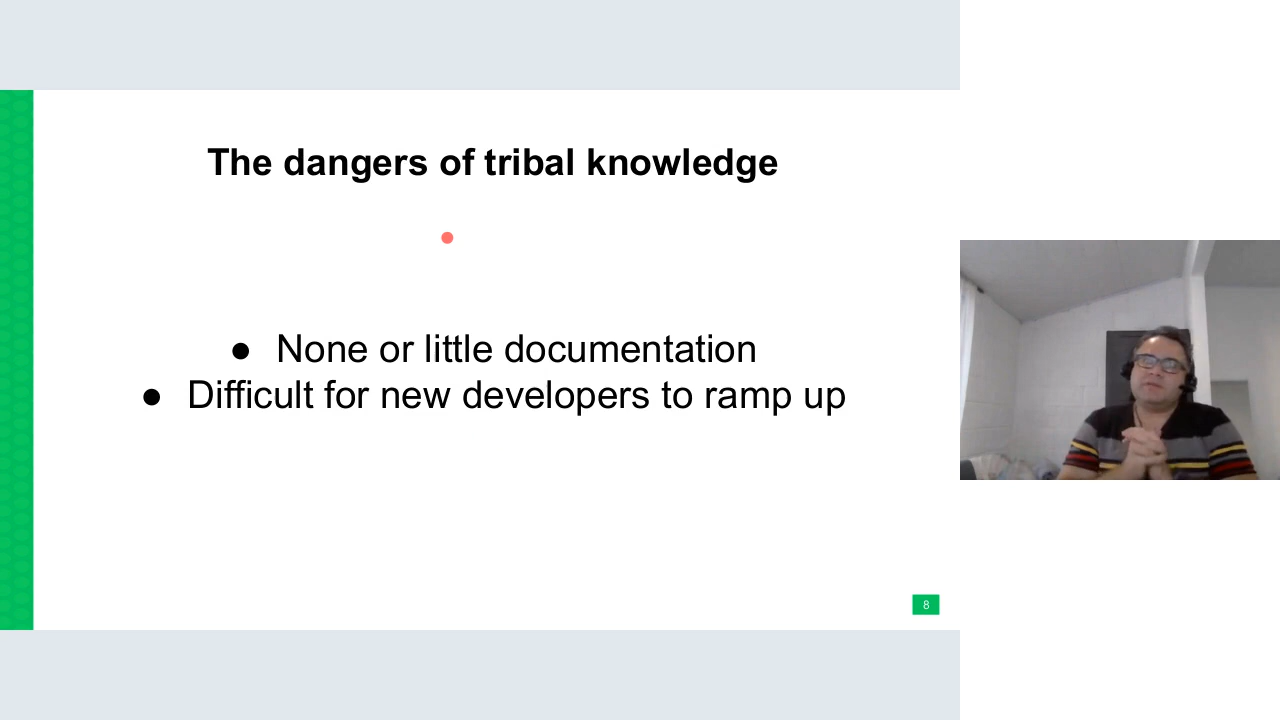 The dangers of tribal knowledge
● None or little documentation
● Difficult for new developers to ramp up
8